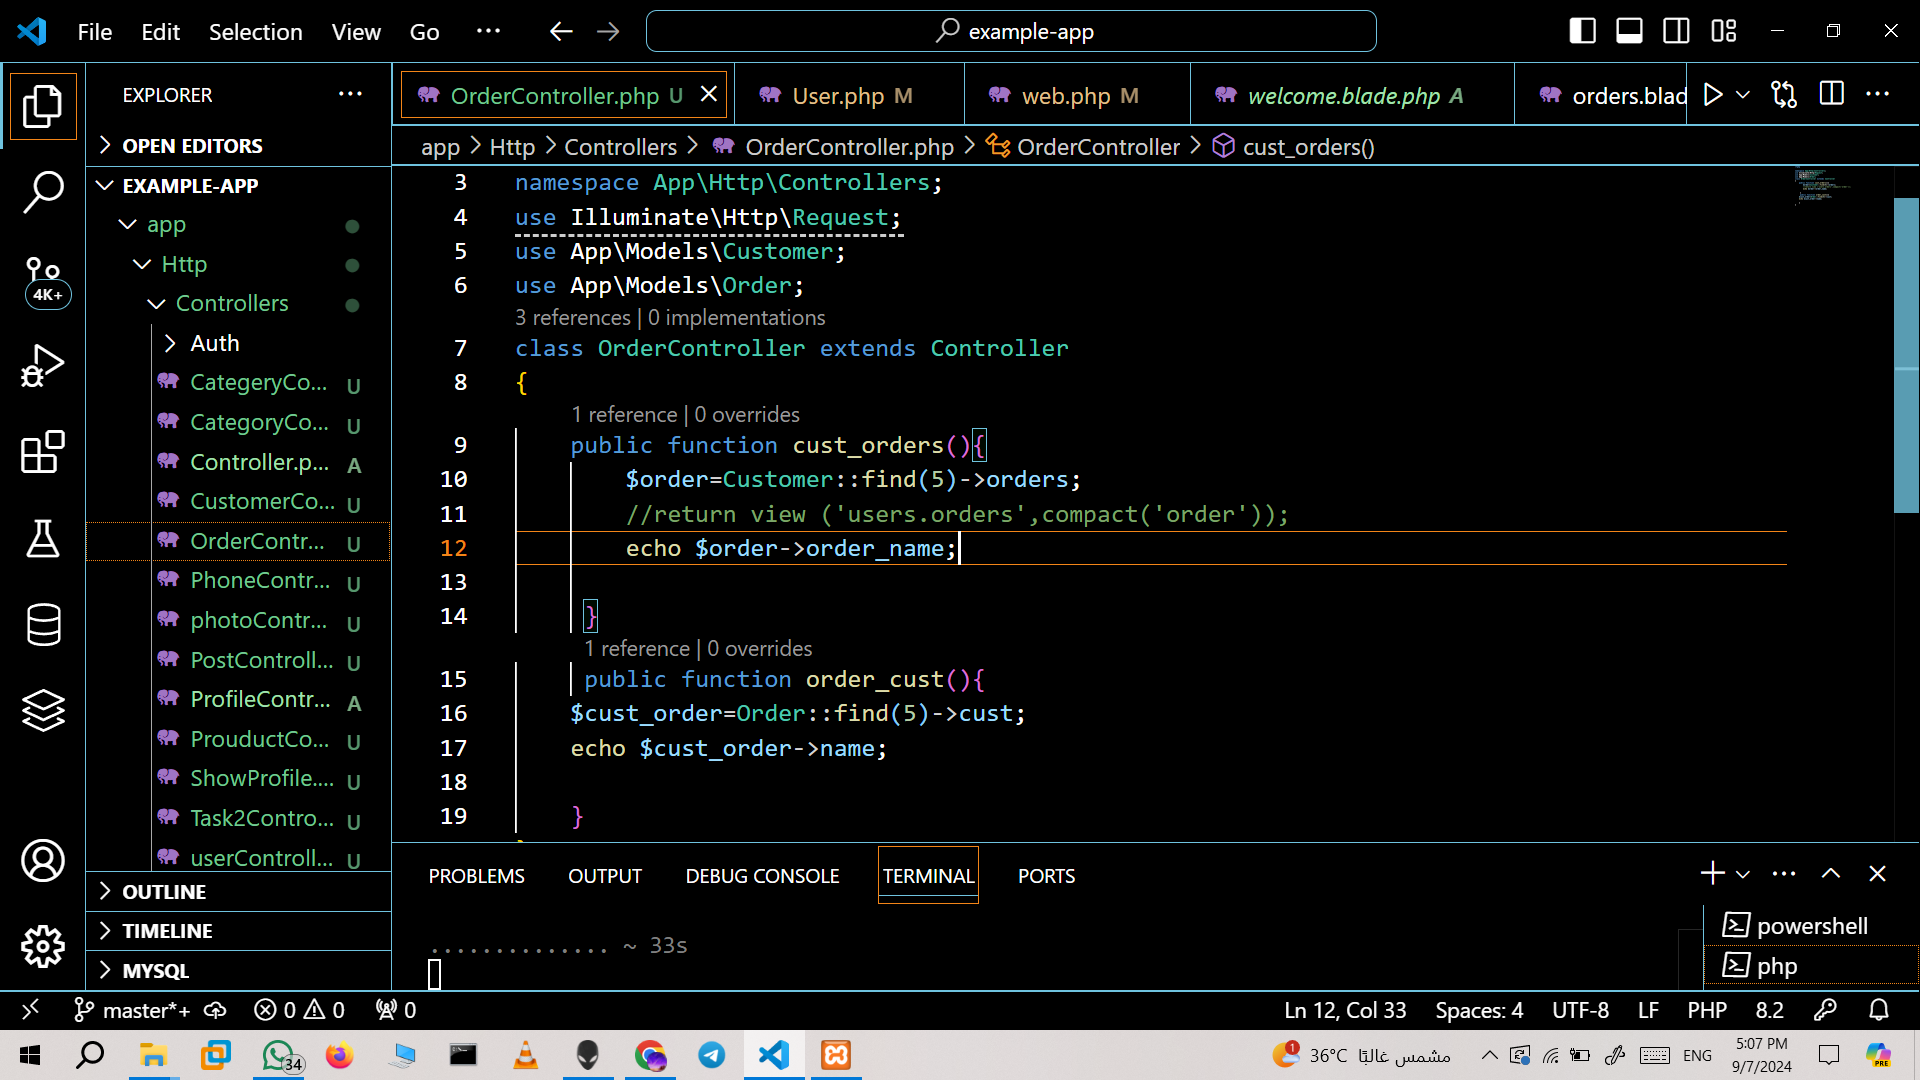 File Edit Selection View Go ···
example-app
EXPLORER ···
OPEN EDITORS
EXAMPLE-APP
app
Http
Controllers
Auth
CategeryCo... U
CategoryCo... U
Controller.p... A
CustomerCo... U
OrderContr... U
PhoneContr... U
photoContr... U
PostControll... U
ProfileContr... A
ProuductCo... U
ShowProfile.... U
Task2Contro... U
userControll... U
OUTLINE
TIMELINE
MYSQL
4K+
OrderController.php U
User.php M
web.php M
welcome.blade.php A
orders.blad
app > Http > Controllers > OrderController.php > OrderController > cust_orders()
3 namespace App\Http\Controllers;
4 use Illuminate\Http\Request;
5 use App\Models\Customer;
6 use App\Models\Order;
3 references | 0 implementations
7 class OrderController extends Controller
8 {
1 reference | 0 overrides
9 public function cust_orders(){
10 $order=Customer::find(5)->orders;
11 //return view ('users.orders',compact('order'));
12 echo $order->order_name;
13
14 }
1 reference | 0 overrides
15 public function order_cust(){
16 $cust_order=Order::find(5)->cust;
17 echo $cust_order->name;
18
19 }
PROBLEMS OUTPUT DEBUG CONSOLE TERMINAL PORTS
.............. ~ 33s
powershell
php
master*+ 0 0 0
Ln 12, Col 33 Spaces: 4 UTF-8 LF PHP 8.2
34
1
36°C مشمس غالبًا
ENG
5:07 PM
9/7/2024
PRE